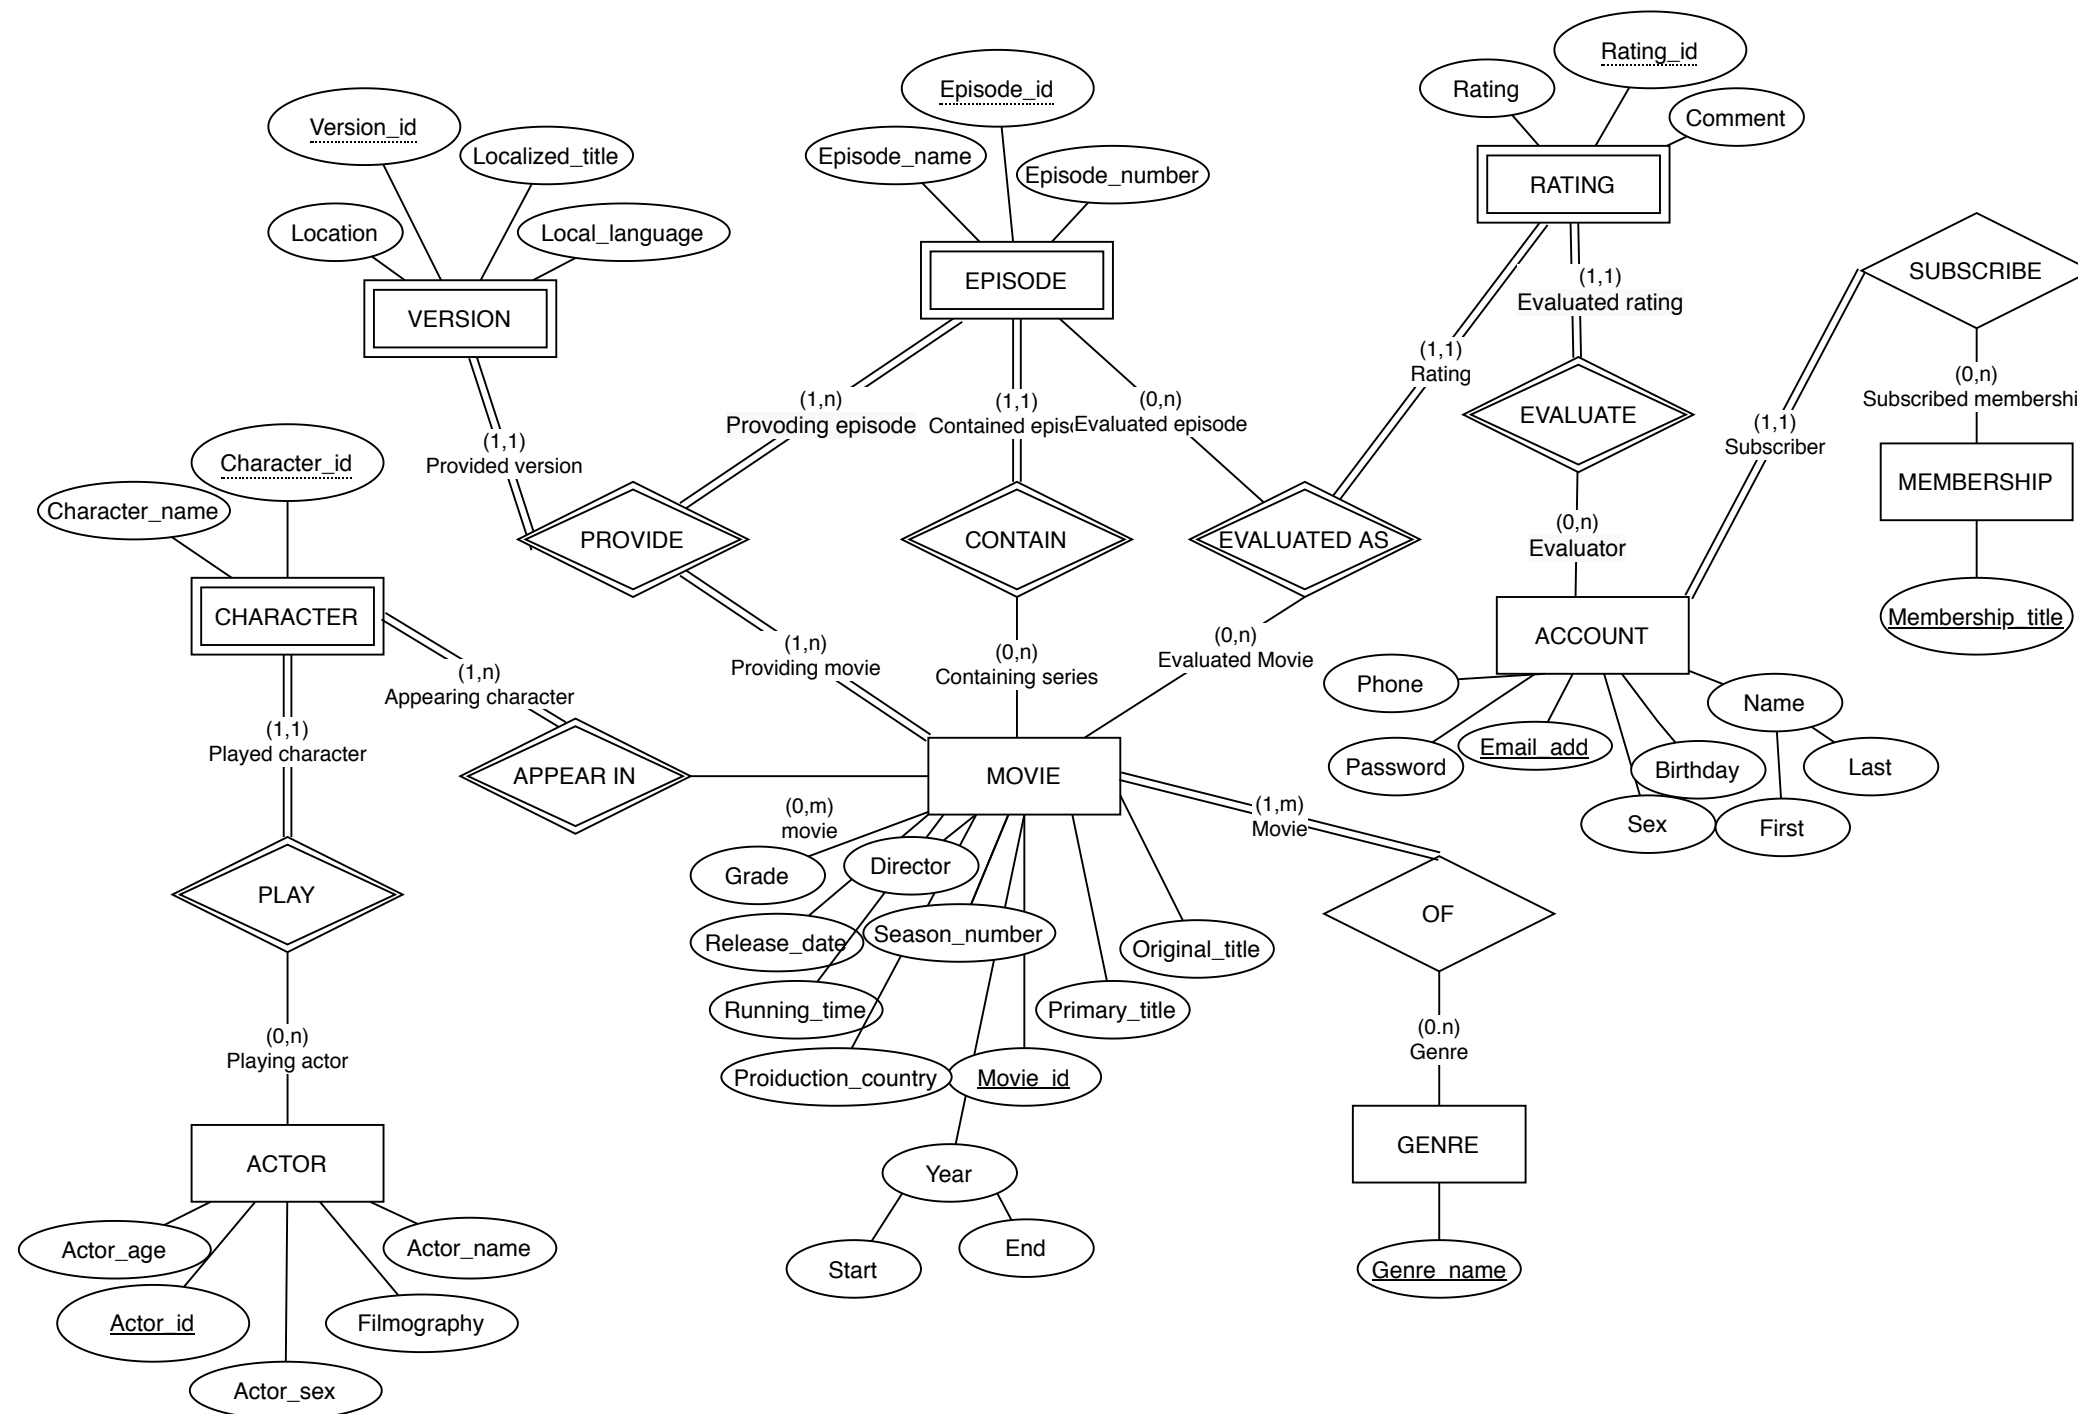 Rating_id
Rating
Comment
Episode_id
Version_id
Episode_name
Localized_title
Episode_number
RATING
Location
Local_language
SUBSCRIBE
EPISODE
(1,1)
Evaluated rating
VERSION
(1,1)
Rating
(0,n)
Subscribed membershi
(1,n)
Provoding episode
(1,1)
Contained epis
(0,n)
Evaluated episode
EVALUATE
(1,1)
Subscriber
(1,1)
Provided version
Character_id
MEMBERSHIP
Character_name
(0,n)
Evaluator
PROVIDE
CONTAIN
EVALUATED AS
CHARACTER
Membership_title
ACCOUNT
(1,n)
Providing movie
(0,n)
Containing series
(0,n)
Evaluated Movie
(1,n)
Appearing character
Phone
Name
(1,1)
Played character
Email_add
Password
Birthday
Last
APPEAR IN
MOVIE
(0,m)
movie
(1,m)
Movie
Sex
First
Grade
Director
PLAY
OF
Release_date
Season_number
Original_title
Running_time
Primary_title
(0,n)
Playing actor
(0.n)
Genre
Proiduction_country
Movie_id
ACTOR
GENRE
Year
Actor_age
Actor_name
Start
End
Genre_name
Actor_id
Filmography
Actor_sex